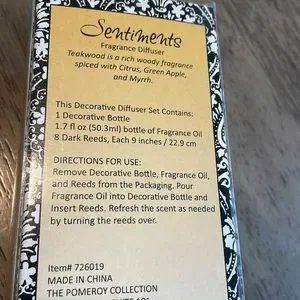 Sentiments
Fragrance Diffuser
Teakwood is a rich woody fragrance
spiced with Citrus, Green Apple,
and Myrrh.
This Decorative Diffuser Set Contains:
1 Decorative Bottle
1.7 fl oz (50.3ml) bottle of Fragrance Oil
8 Dark Reeds, Each 9 inches / 22.9 cm
DIRECTIONS FOR USE:
Remove Decorative Bottle, Fragrance Oil,
and Reeds from the Packaging. Pour
Fragrance Oil into Decorative Bottle and
Insert Reeds. Refresh the scent as needed
by turning the reeds over.
Item# 726019
MADE IN CHINA
THE POMEROY COLLECTION